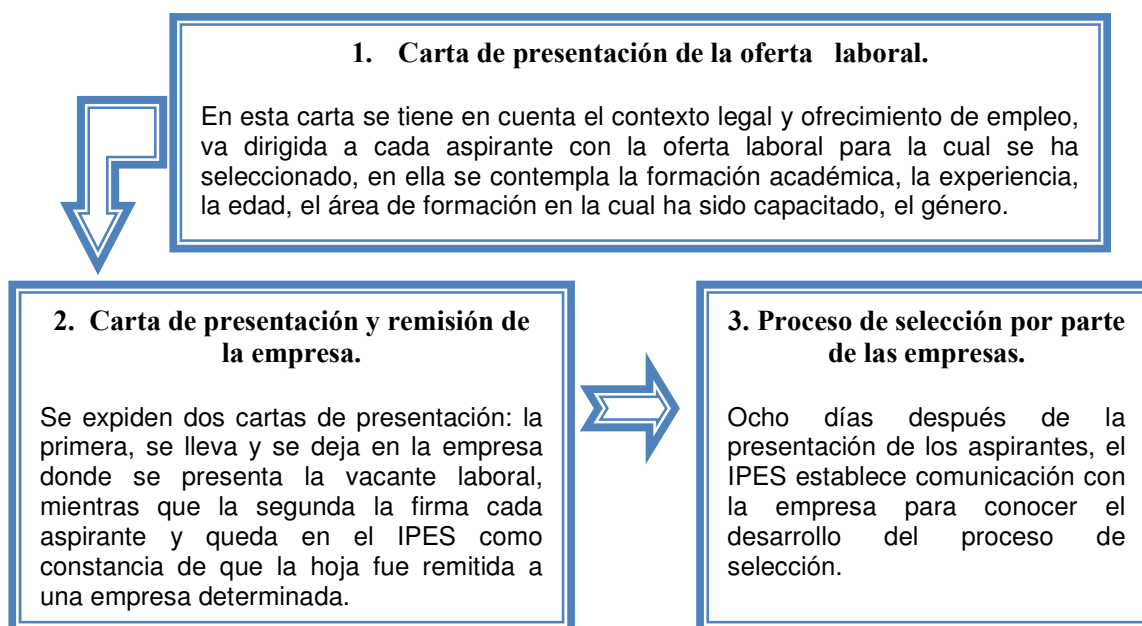 1. Carta de presentación de la oferta laboral.
En esta carta se tiene en cuenta el contexto legal y ofrecimiento de empleo,
va dirigida a cada aspirante con la oferta laboral para la cual se ha
seleccionado, en ella se contempla la formación académica, la experiencia,
la edad, el área de formación en la cual ha sido capacitado, el género.
2. Carta de presentación y remisión de
la empresa.
Se expiden dos cartas de presentación: la
primera, se lleva y se deja en la empresa
donde se presenta la vacante laboral,
mientras que la segunda la firma cada
aspirante y queda en el IPES como
constancia de que la hoja fue remitida a
una empresa determinada.
3. Proceso de selección por parte
de las empresas.
Ocho días después de la
presentación de los aspirantes, el
IPES establece comunicación con
la empresa para conocer el
desarrollo del proceso de
selección.